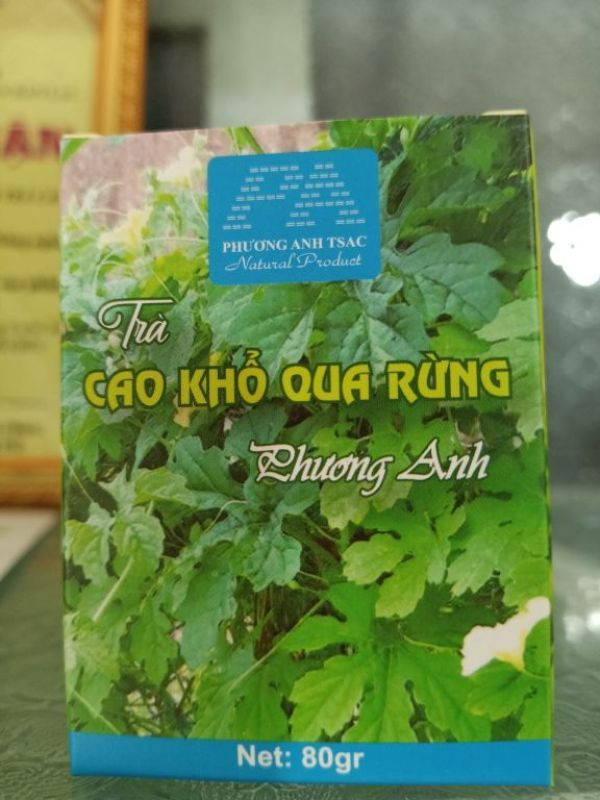 PHƯƠNG ANH TSAC
Natural Product
Trà
CAO KHỔ QUA RỪNG
Phương Anh
Net: 80gr